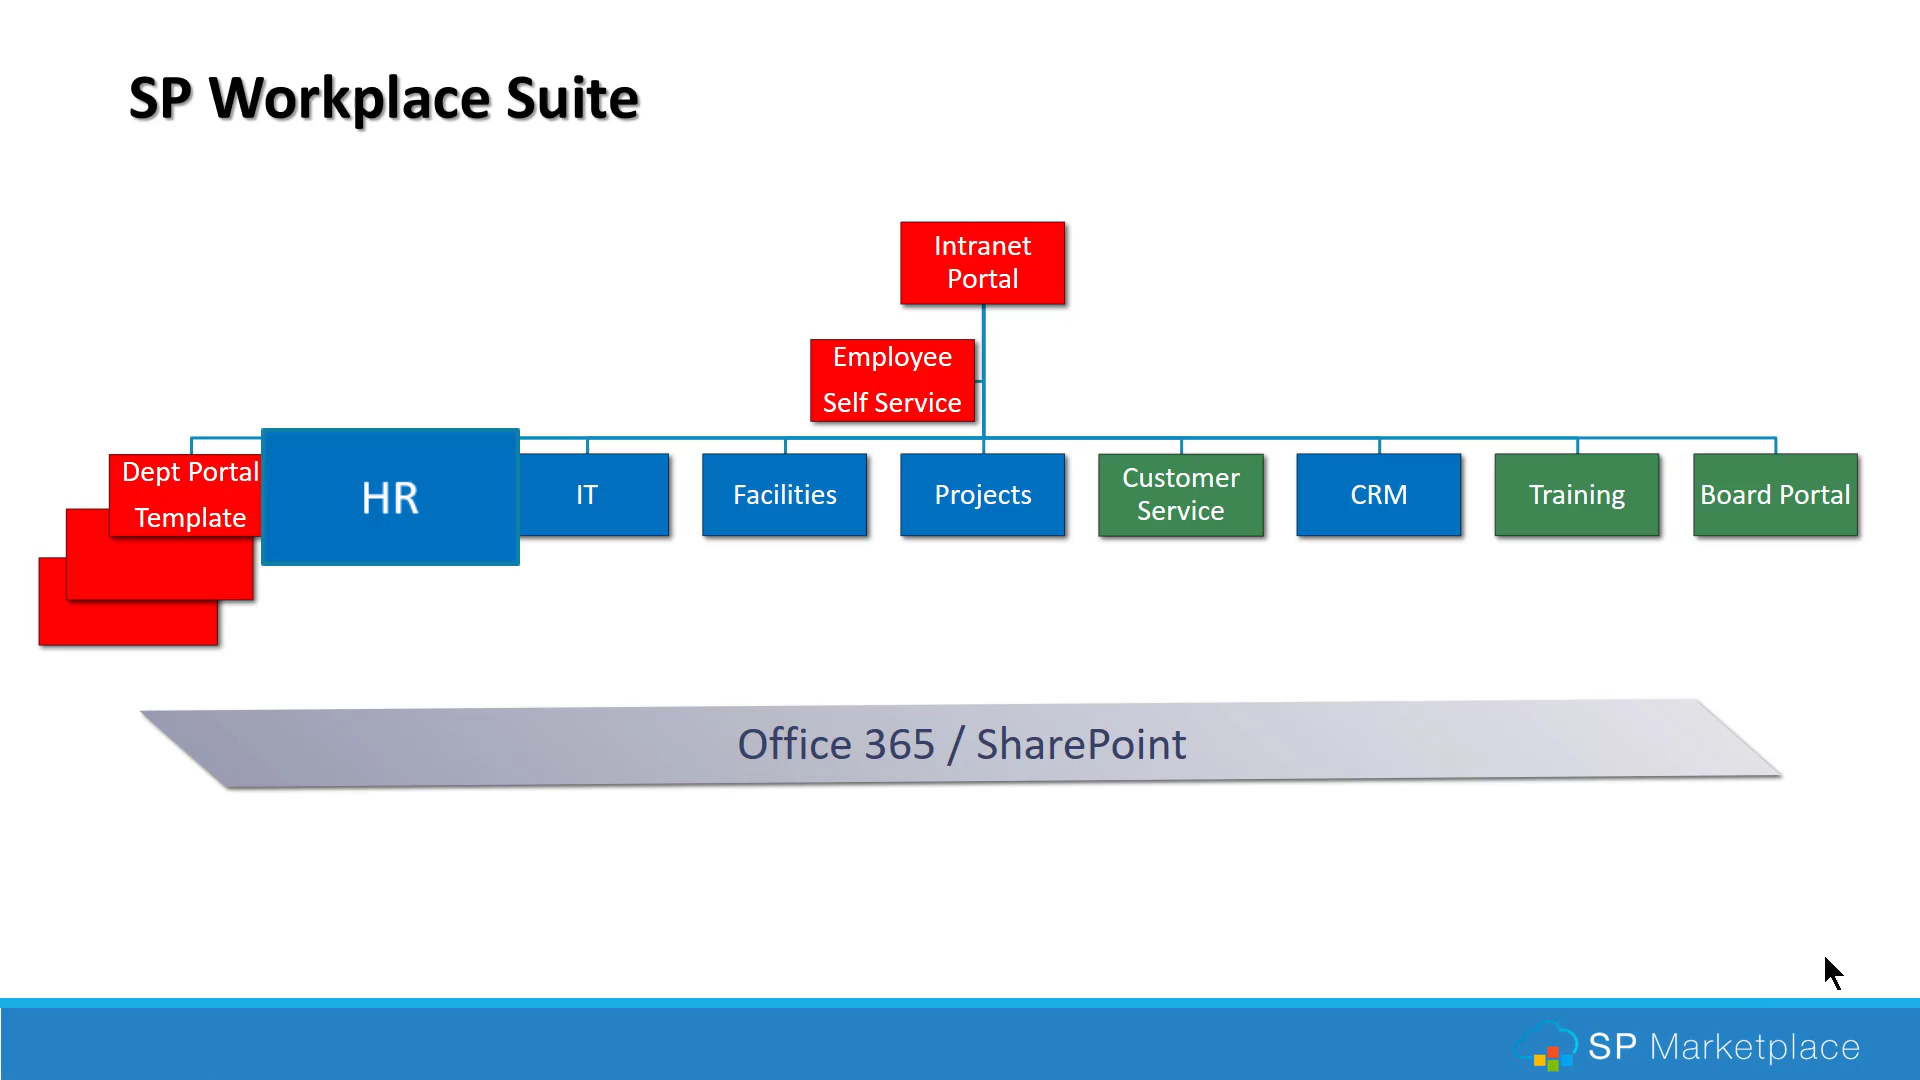 SP Workplace Suite
Intranet
Portal
Employee
Self Service
Dept Portal
Template
HR
IT
Facilities
Projects
Customer
Service
CRM
Training
Board Portal
Office 365 / SharePoint
SP Marketplace